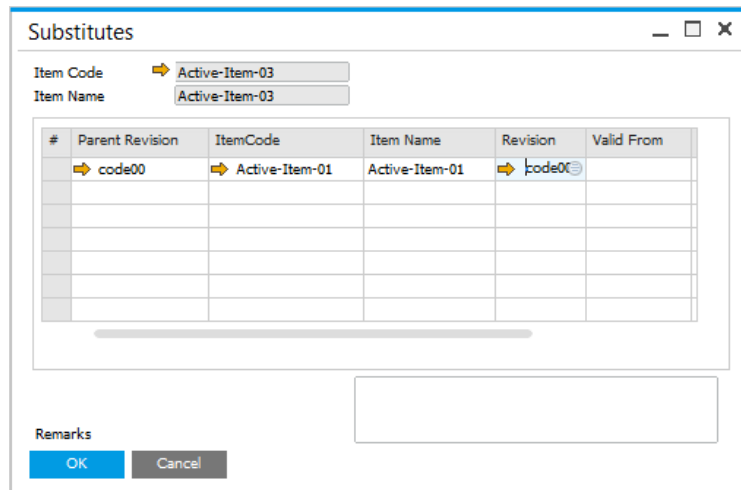 Substitutes
Item Code Active-Item-03
Item Name Active-Item-03
# Parent Revision ItemCode Item Name Revision Valid From
code00 Active-Item-01 Active-Item-01 code00
Remarks
OK Cancel